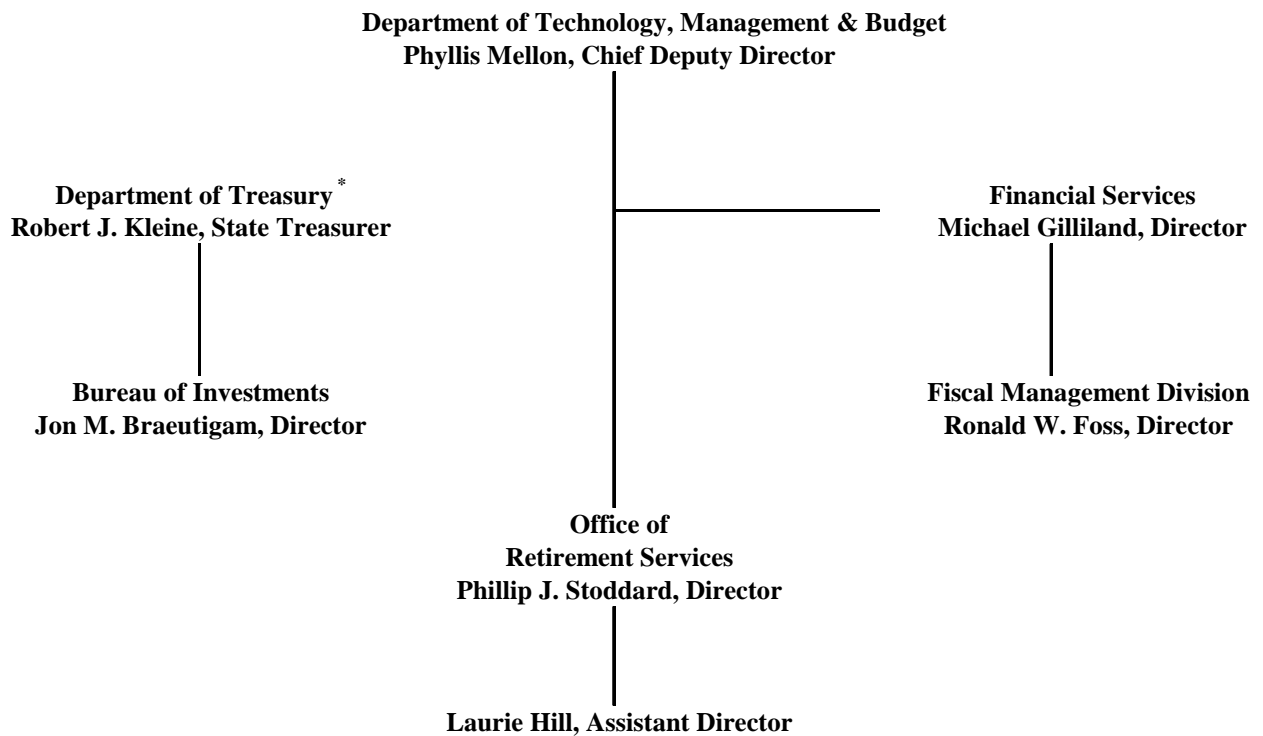 Department of Technology, Management & Budget
Phyllis Mellon, Chief Deputy Director
Department of Treasury *
Robert J. Kleine, State Treasurer
Financial Services
Michael Gilliland, Director
Bureau of Investments
Jon M. Braeutigam, Director
Fiscal Management Division
Ronald W. Foss, Director
Office of
Retirement Services
Phillip J. Stoddard, Director
Laurie Hill, Assistant Director